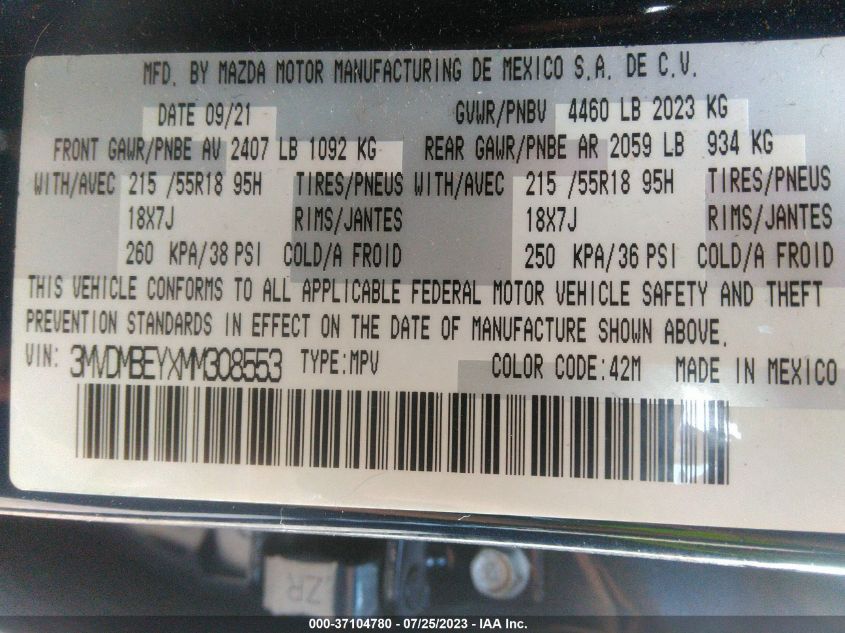 MFD. BY MAZDA MOTOR MANUFACTURING DE MEXICO S.A. DE C.V.
DATE 09/21 GVWR/PNBV 4460 LB 2023 KG
FRONT GAWR/PNBE AV 2407 LB 1092 KG REAR GAWR/PNBE AR 2059 LB 934 KG
WITH/AVEC 215 /55R18 95H TIRES/PNEUS WITH/AVEC 215 /55R18 95H TIRES/PNEUS
18X7J RIMS/JANTES 18X7J RIMS/JANTES
260 KPA/38 PSI COLD/A FROID 250 KPA/36 PSI COLD/A FROID
THIS VEHICLE CONFORMS TO ALL APPLICABLE FEDERAL MOTOR VEHICLE SAFETY AND THEFT
PREVENTION STANDARDS IN EFFECT ON THE DATE OF MANUFACTURE SHOWN ABOVE.
VIN: 3MVDMBEYXMM308553 TYPE:MPV COLOR CODE:42M MADE IN MEXICO
ZR
000-37104780 - 07/25/2023 - IAA Inc.